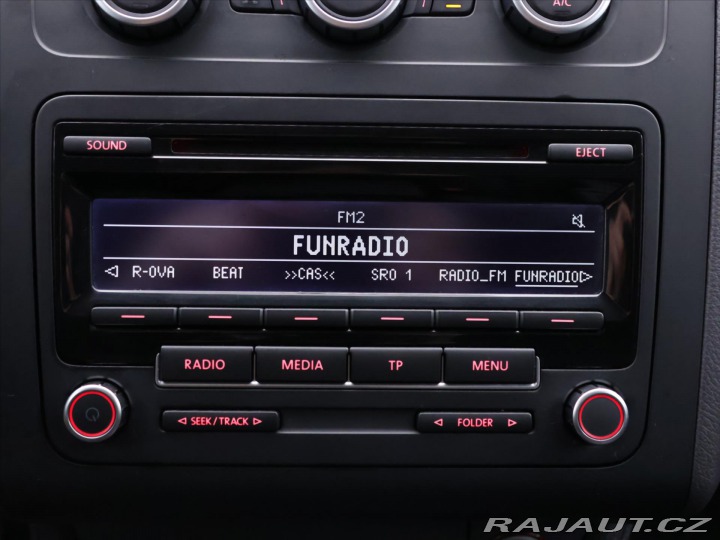 A/C
SOUND
EJECT
FM2
FUNRADIO
R-OVA BEAT >>CAS<< SRO 1 RADIO_FM FUNRADIO
RADIO MEDIA TP MENU
SEEK/TRACK FOLDER
RAJAUT.CZ